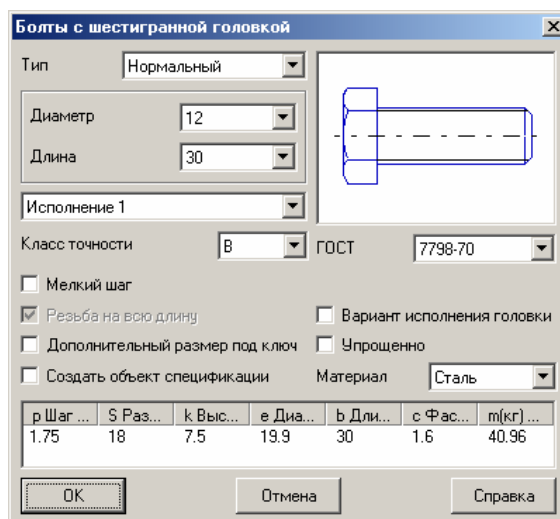 Болты с шестигранной головкой
Тип Нормальный
Диаметр 12
Длина 30
Исполнение 1
Класс точности B ГОСТ 7798-70
Мелкий шаг
Резьба на всю длину Вариант исполнения головки
Дополнительный размер под ключ Упрощенно
Создать объект спецификации Материал Сталь
p Шаг ... S Раз... k Выс... e Диа... b Дли... c Фас... m(кг) ...
1.75 18 7.5 19.9 30 1.6 40.96
OK Отмена Справка